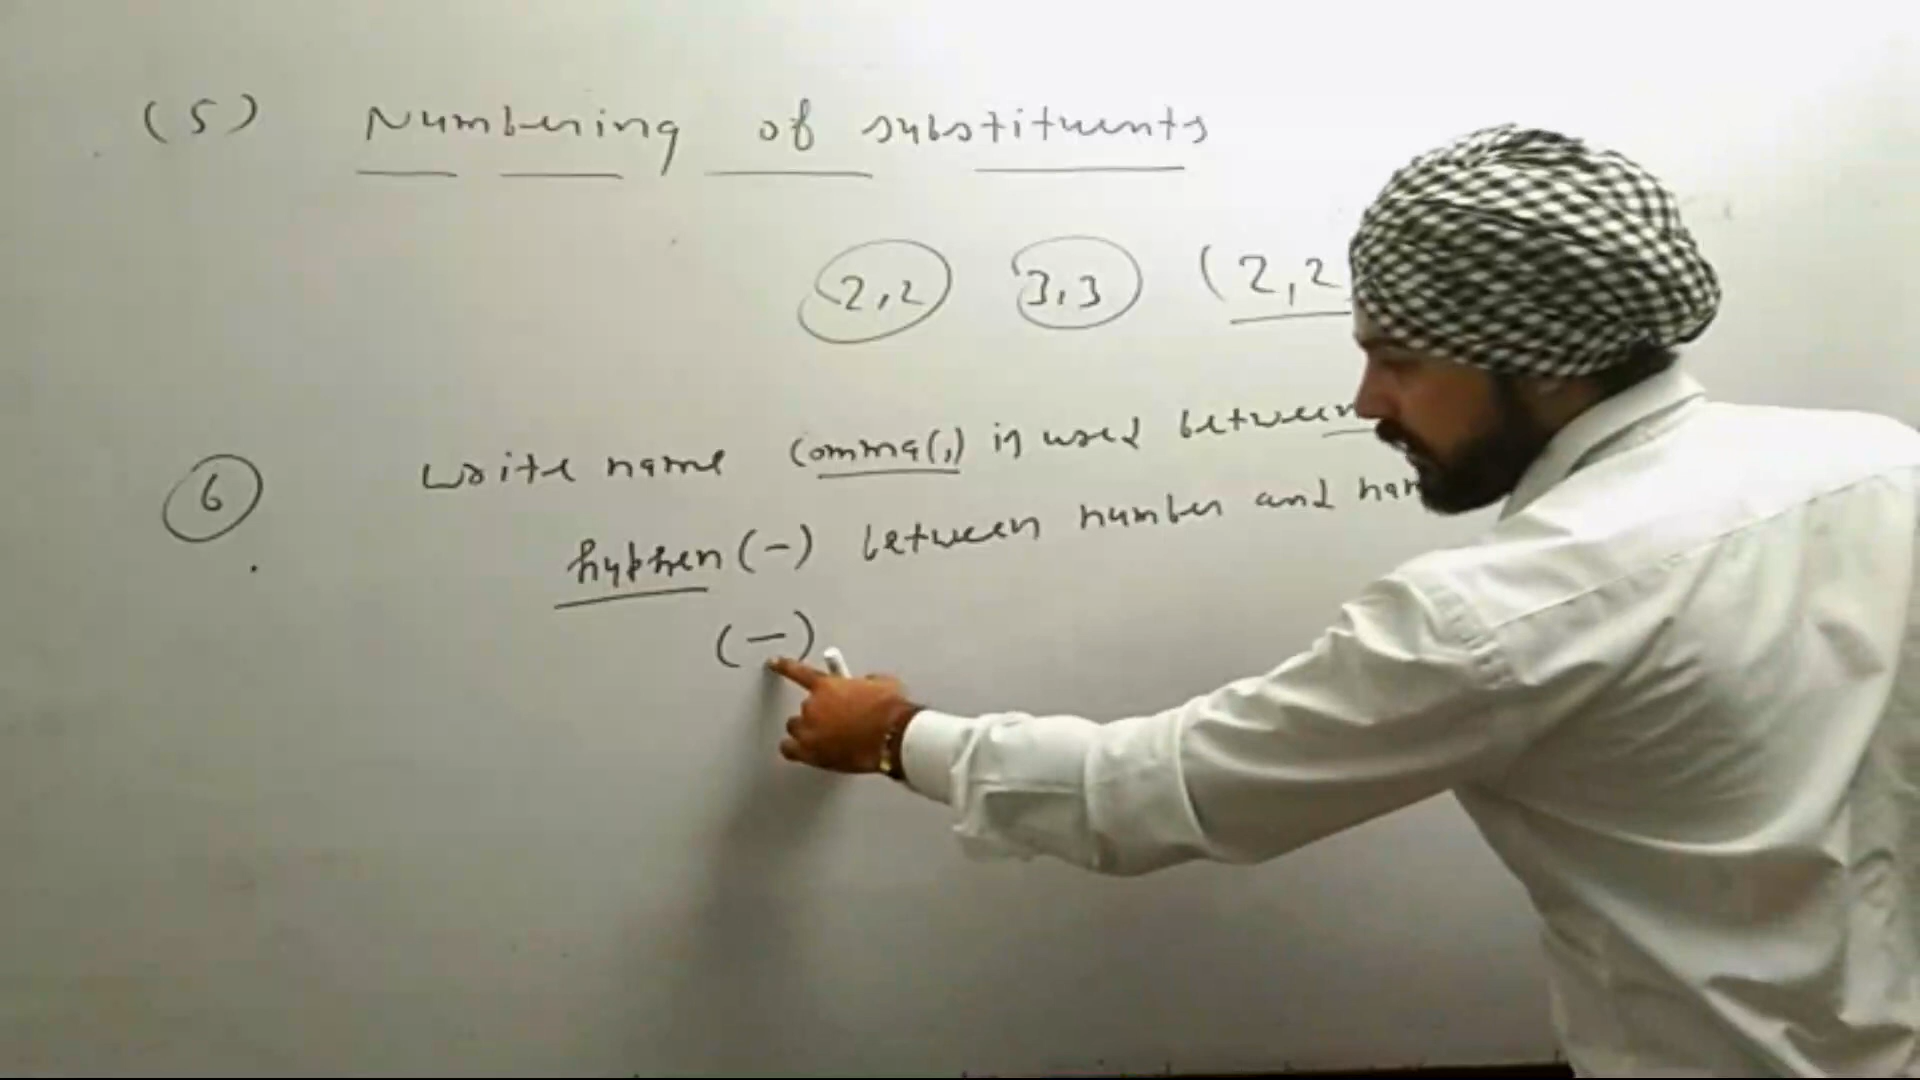 (5) Numbering of substituents
2,2 3,3 (2,2
6 write name Comma(,) is used between
hyphen (-) between number and nam
(-)